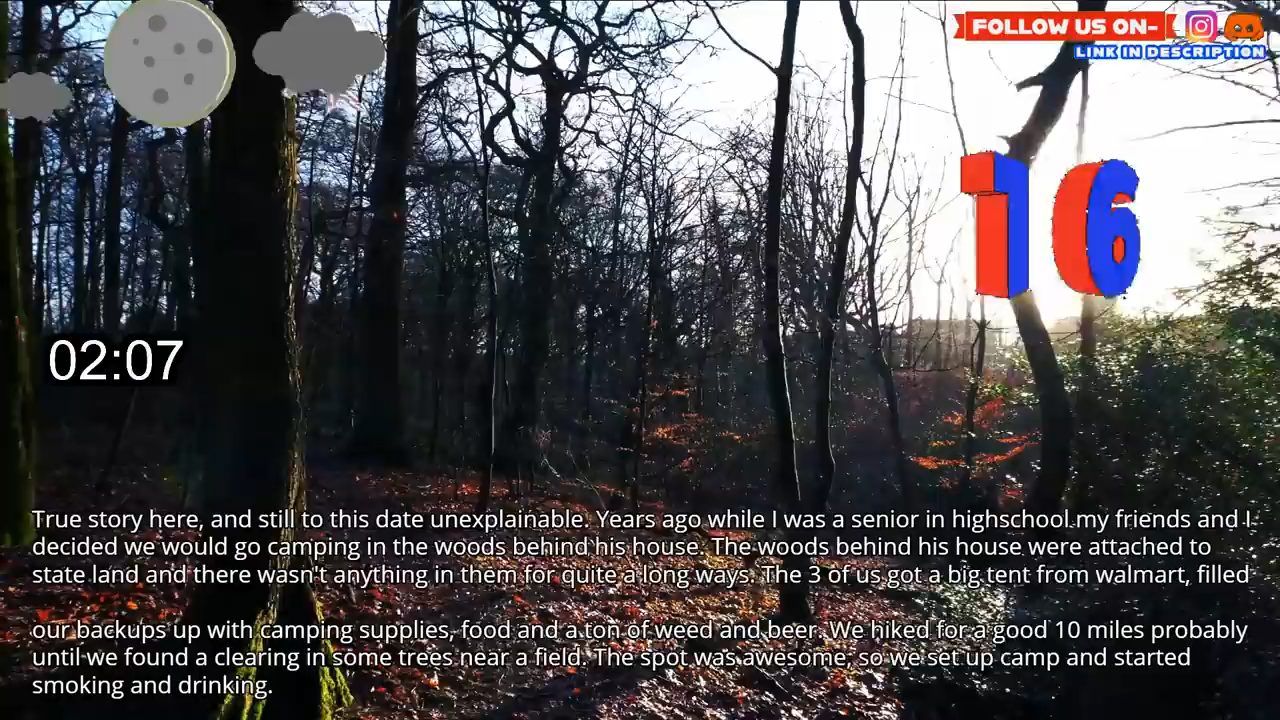 FOLLOW US ON-
LINK IN DESCRIPTION
16
02:07
True story here, and still to this date unexplainable. Years ago while I was a senior in highschool my friends and I
decided we would go camping in the woods behind his house. The woods behind his house were attached to
state land and there wasn't anything in them for quite a long ways. The 3 of us got a big tent from walmart, filled
our backups up with camping supplies, food and a ton of weed and beer. We hiked for a good 10 miles probably
until we found a clearing in some trees near a field. The spot was awesome, so we set up camp and started
smoking and drinking.